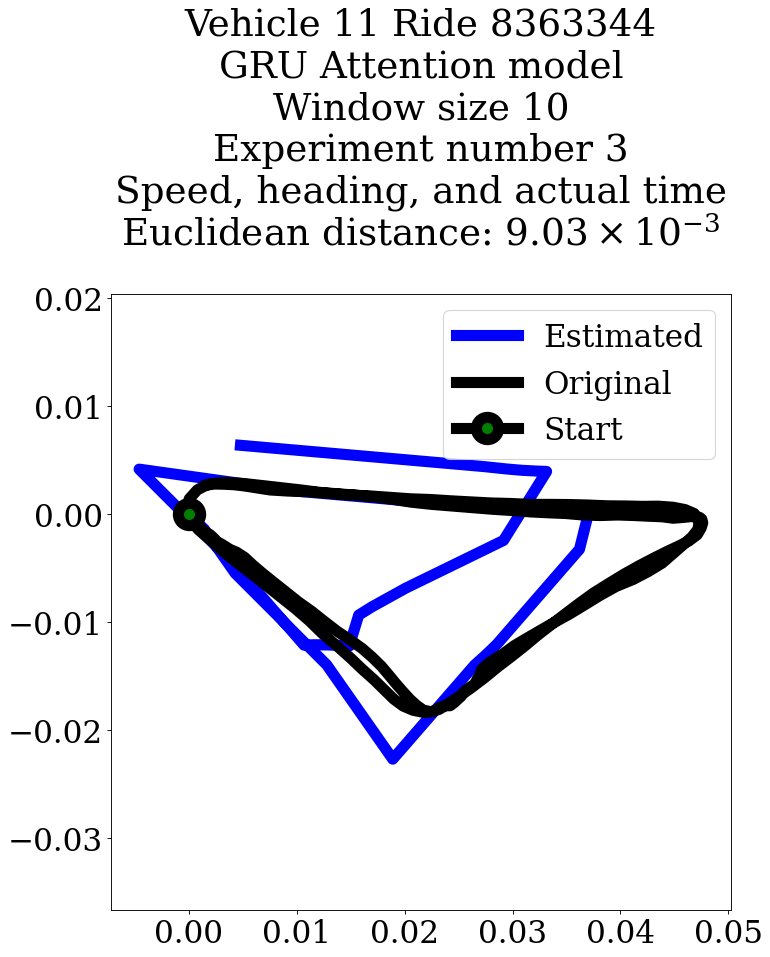 Vehicle 11 Ride 8363344
GRU Attention model
Window size 10
Experiment number 3
Speed, heading, and actual time
Euclidean distance: 9.03 × 10⁻³
0.02
0.01
0.00
−0.01
−0.02
−0.03
Estimated
Original
Start
0.00 0.01 0.02 0.03 0.04 0.05